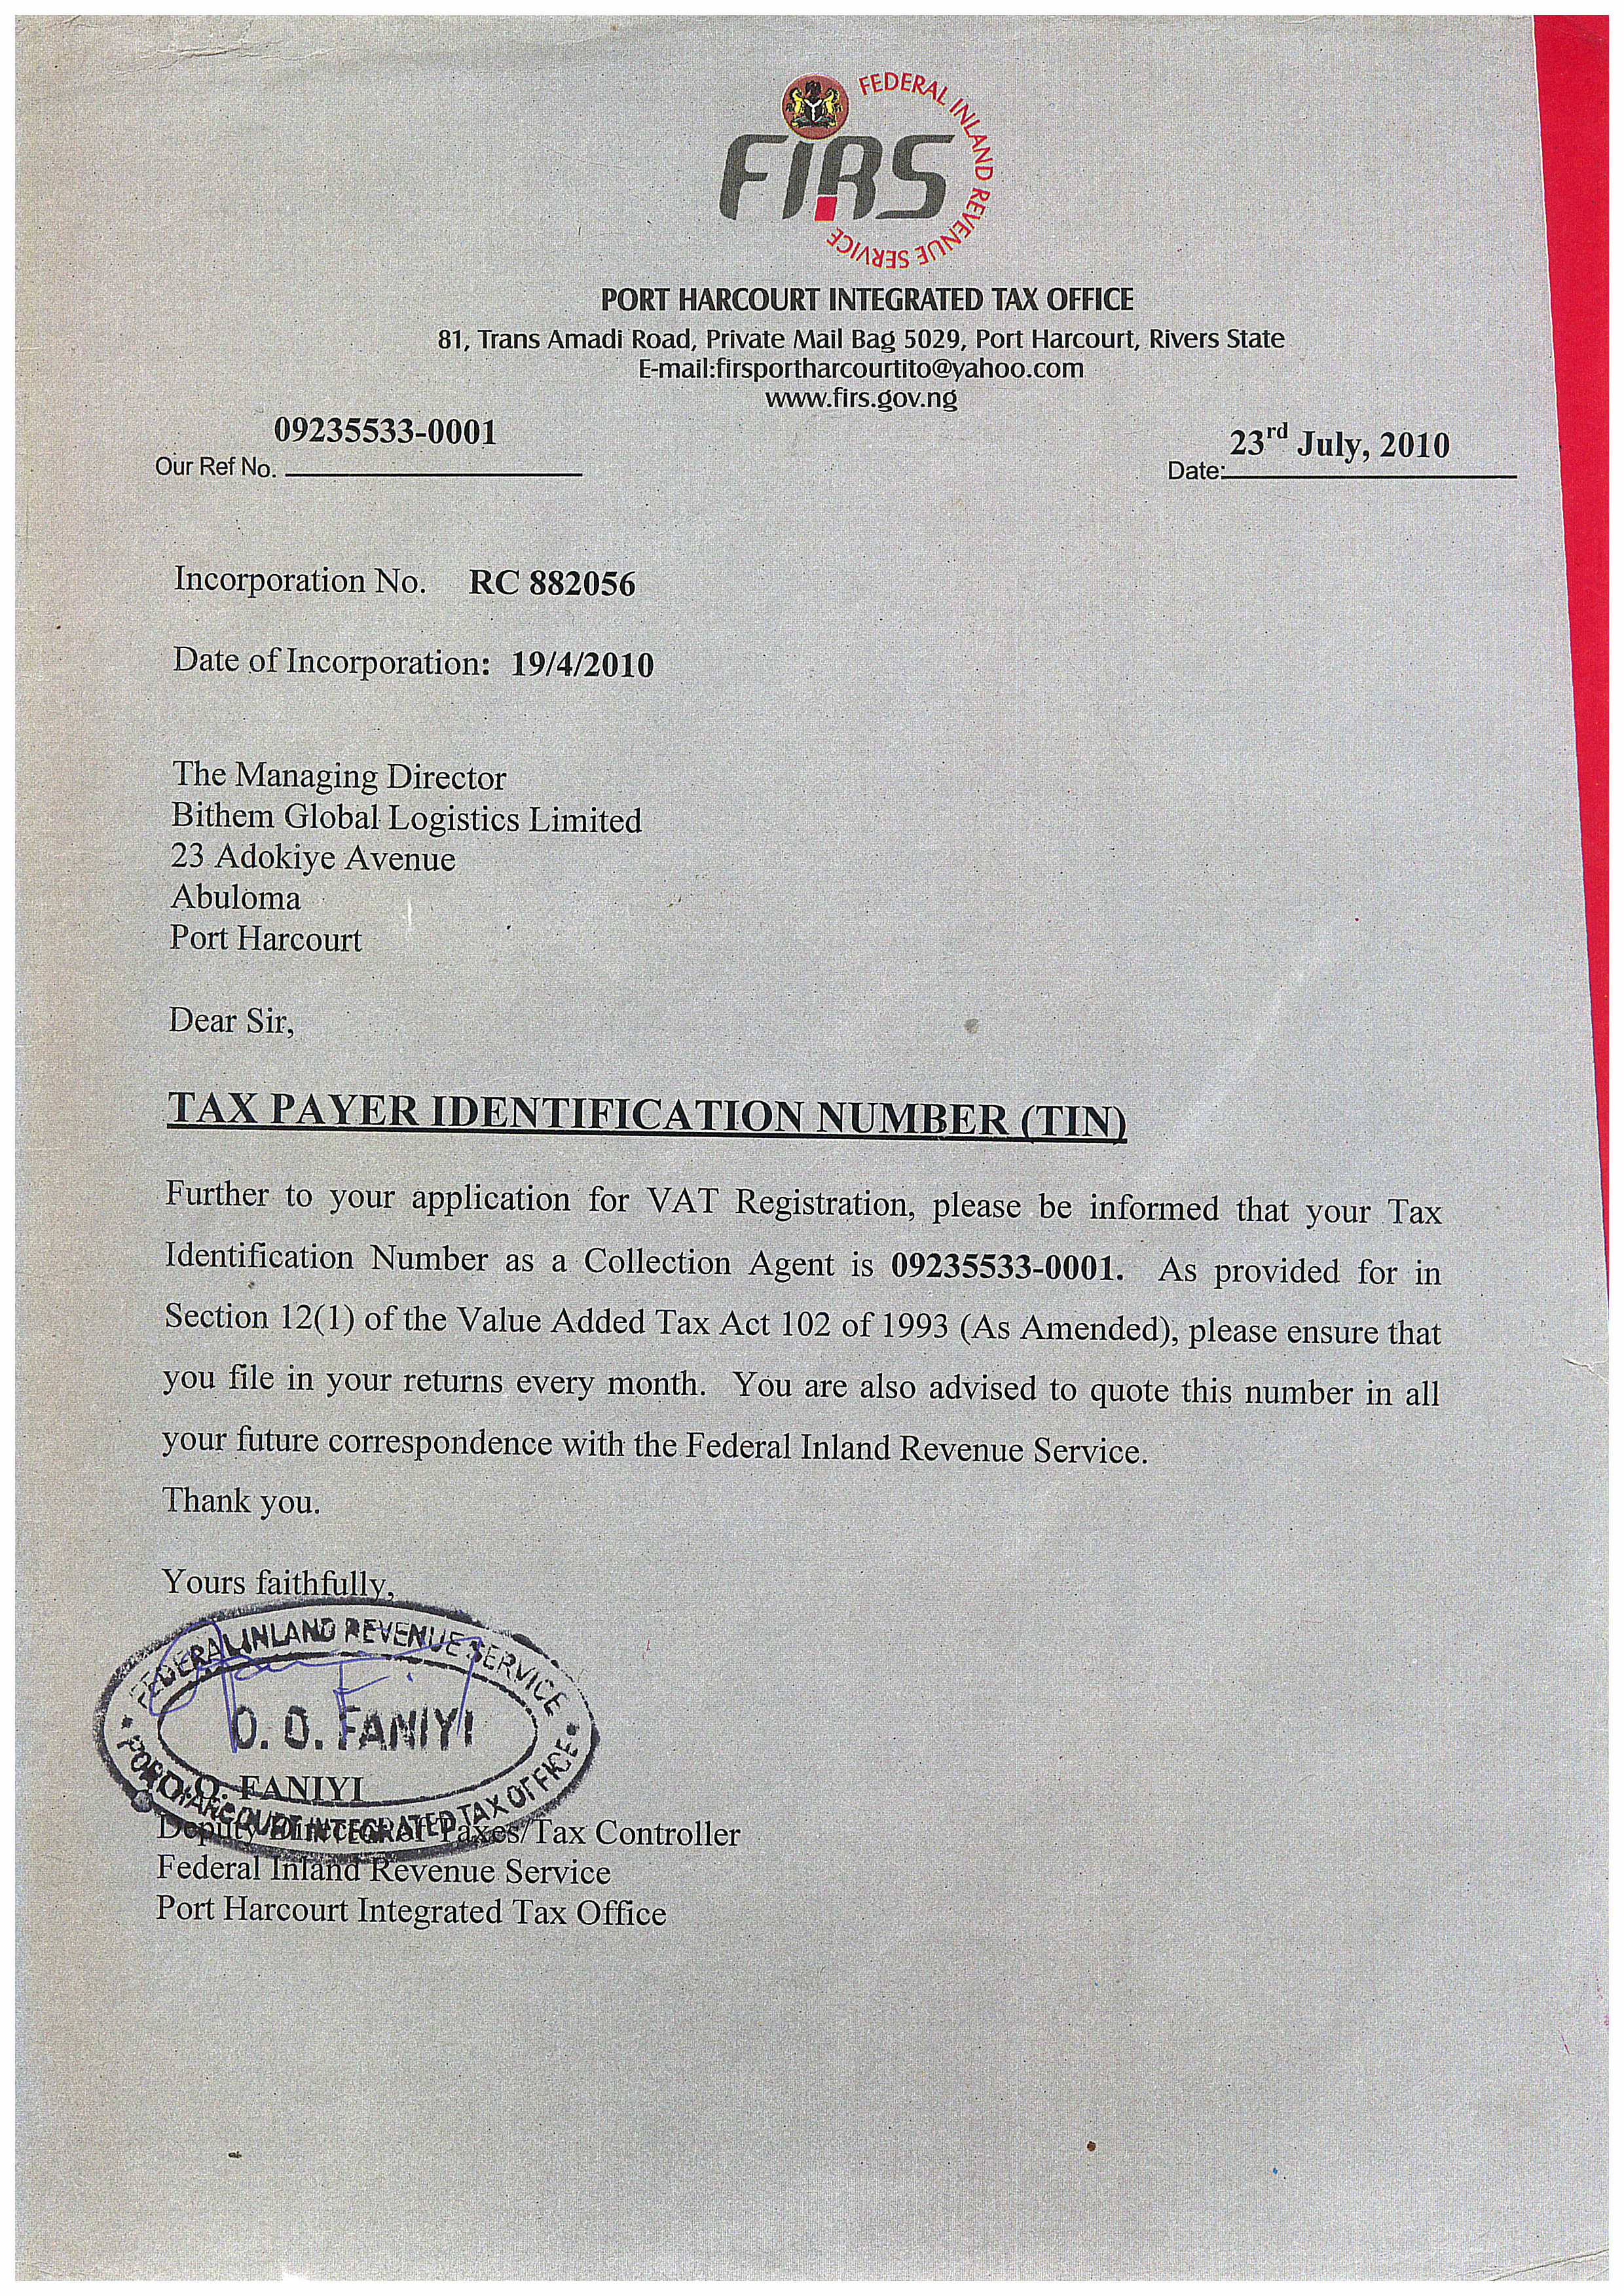 FEDERAL INLAND REVENUE SERVICE
FIRS
PORT HARCOURT INTEGRATED TAX OFFICE
81, Trans Amadi Road, Private Mail Bag 5029, Port Harcourt, Rivers State
E-mail:firsportharcourtito@yahoo.com
www.firs.gov.ng
09235533-0001
Our Ref No.
23rd July, 2010
Date:
Incorporation No. RC 882056
Date of Incorporation: 19/4/2010
The Managing Director
Bithem Global Logistics Limited
23 Adokiye Avenue
Abuloma
Port Harcourt
Dear Sir,
TAX PAYER IDENTIFICATION NUMBER (TIN)
Further to your application for VAT Registration, please be informed that your Tax
Identification Number as a Collection Agent is 09235533-0001. As provided for in
Section 12(1) of the Value Added Tax Act 102 of 1993 (As Amended), please ensure that
you file in your returns every month. You are also advised to quote this number in all
your future correspondence with the Federal Inland Revenue Service.
Thank you.
Yours faithfully,
FEDERAL INLAND REVENUE SERVICE
O. O. FANIYI
PORT HARCOURT INTEGRATED TAX OFFICE
O.O. FANIYI
Deputy Director of Taxes/Tax Controller
Federal Inland Revenue Service
Port Harcourt Integrated Tax Office